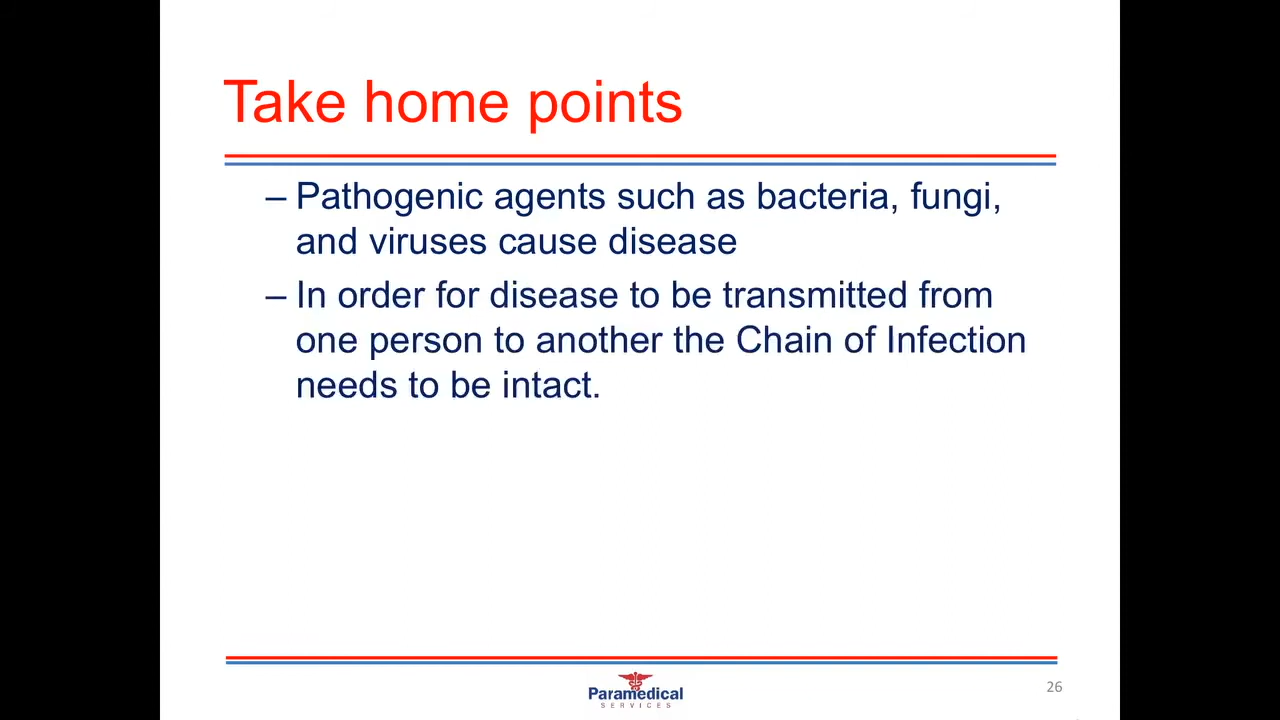 Take home points
– Pathogenic agents such as bacteria, fungi,
and viruses cause disease
– In order for disease to be transmitted from
one person to another the Chain of Infection
needs to be intact.
Paramedical
SERVICES
26